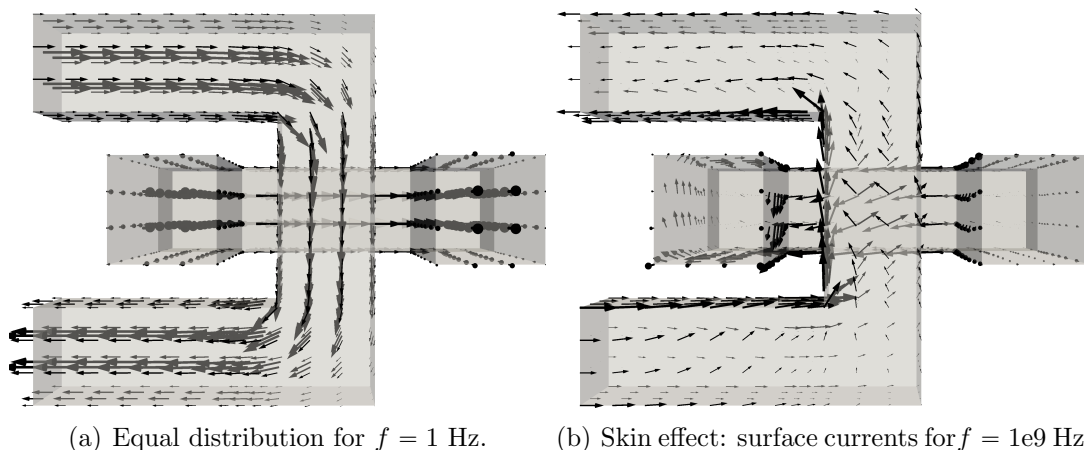 (a) Equal distribution for f = 1 Hz.
(b) Skin effect: surface currents for f = 1e9 Hz